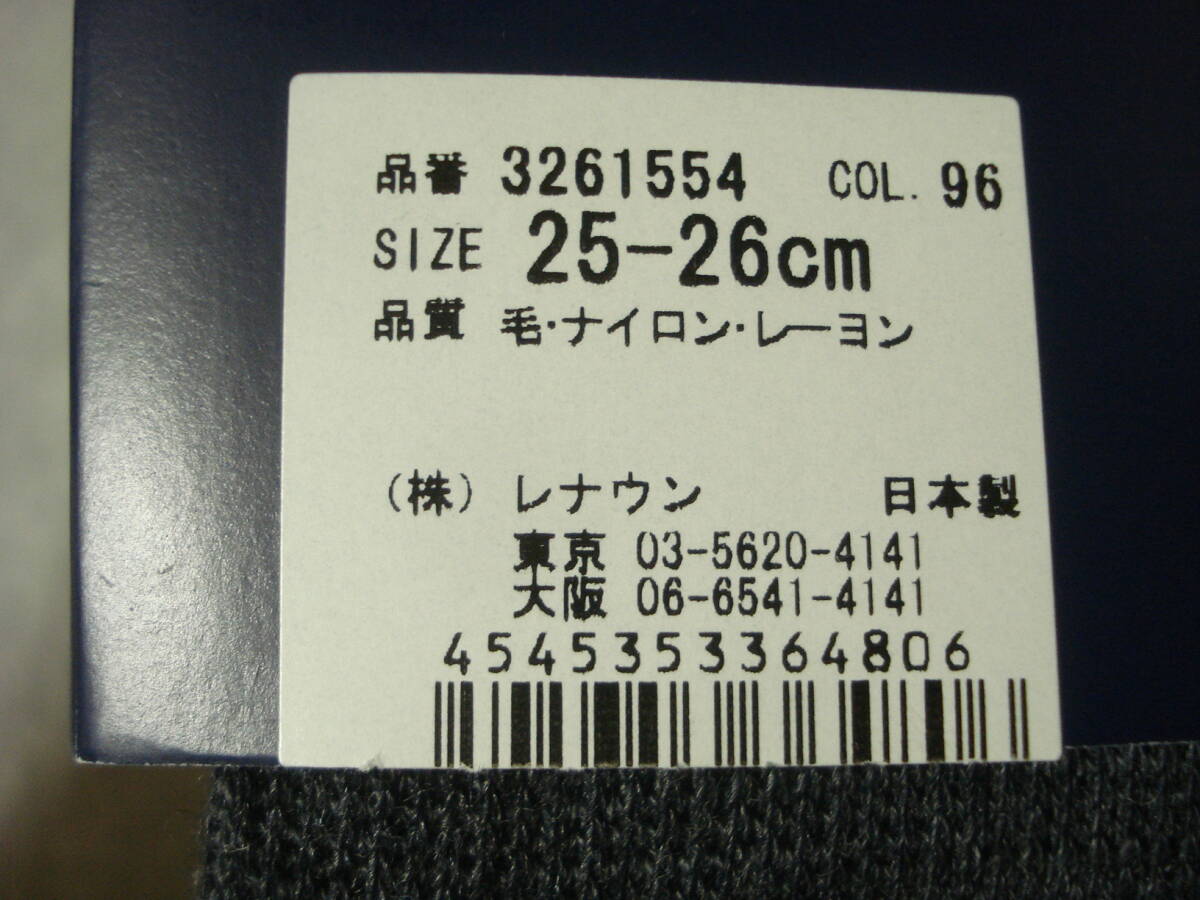 品番 3261554 COL. 96
SIZE 25-26cm
品質 毛・ナイロン・レーヨン
(株) レナウン 日本製
東京 03-5620-4141
大阪 06-6541-4141
4545353364806